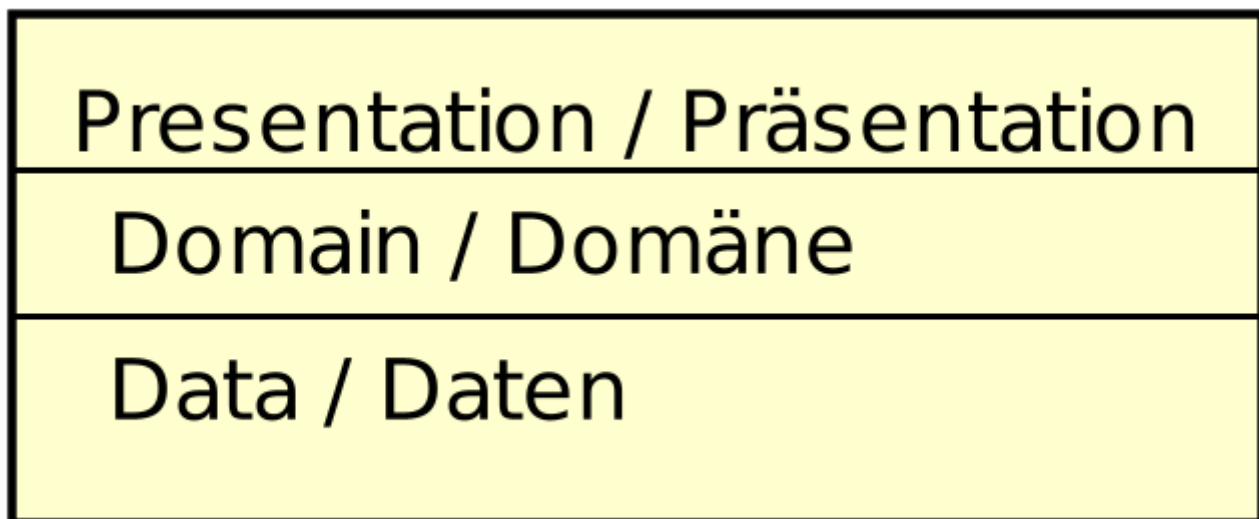 Presentation / Präsentation
Domain / Domäne
Data / Daten